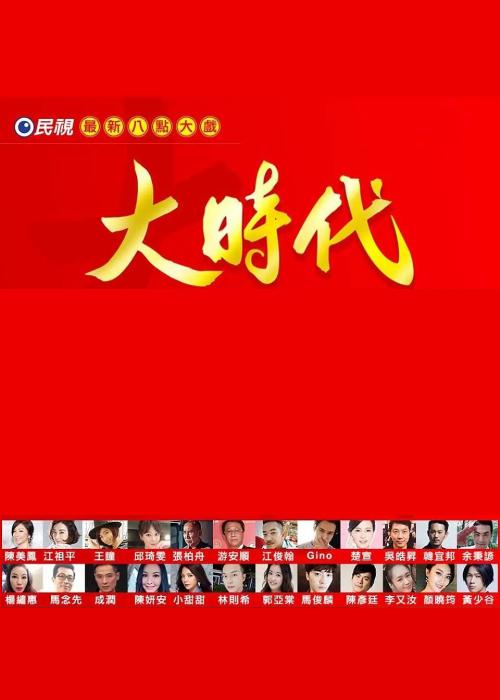 民視 最新八點大戲
大時代
陳美鳳 江祖平 王瞳 邱琦雯 張柏舟 游安順 江俊翰 Gino 楚宣 吳皓昇 韓宜邦 余秉諺
楊繡惠 馬念先 成潤 陳妍安 小甜甜 林則希 郭亞棠 馬俊麟 陳彥廷 李又汝 顏曉筠 黃少谷